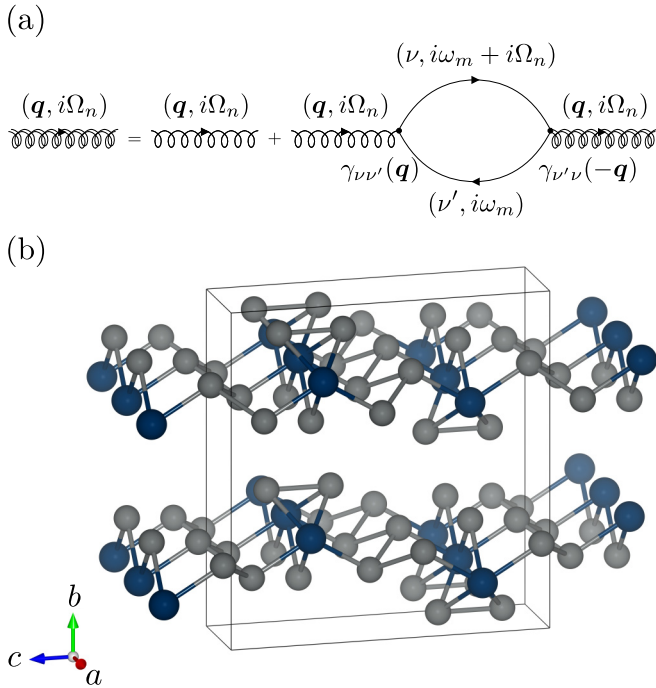 (a)
(ν, iω_m + iΩ_n)
(q, iΩ_n) (q, iΩ_n) (q, iΩ_n) (q, iΩ_n)
= +
γ_νν′(q) γ_ν′ν(−q)
(ν′, iω_m)
(b)
b
c
a